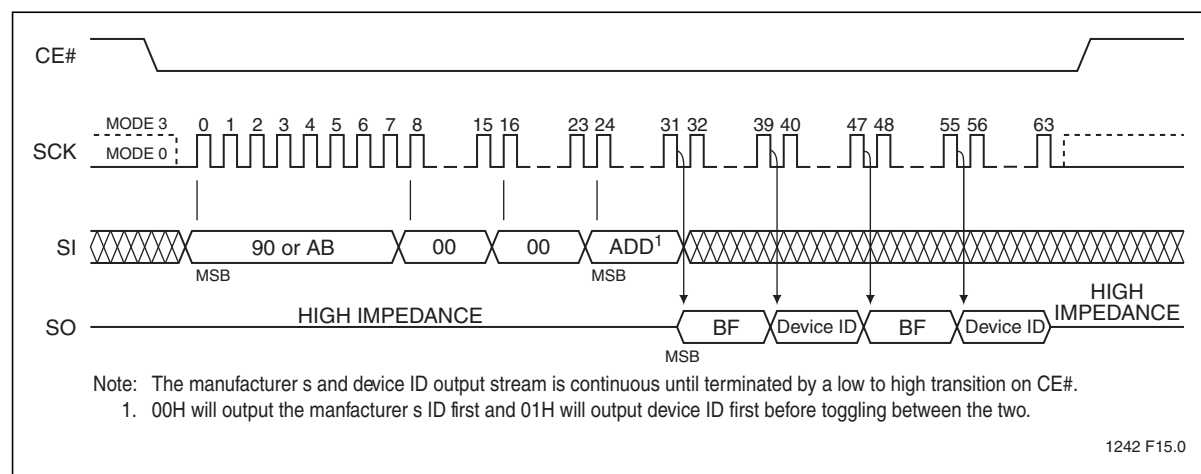 CE#
MODE 3 0 1 2 3 4 5 6 7 8 15 16 23 24 31 32 39 40 47 48 55 56 63
SCK MODE 0
SI 90 or AB 00 00 ADD1
MSB MSB
HIGH IMPEDANCE
SO HIGH IMPEDANCE BF Device ID BF Device ID
MSB
Note: The manufacturer s and device ID output stream is continuous until terminated by a low to high transition on CE#.
1. 00H will output the manfacturer s ID first and 01H will output device ID first before toggling between the two.
1242 F15.0